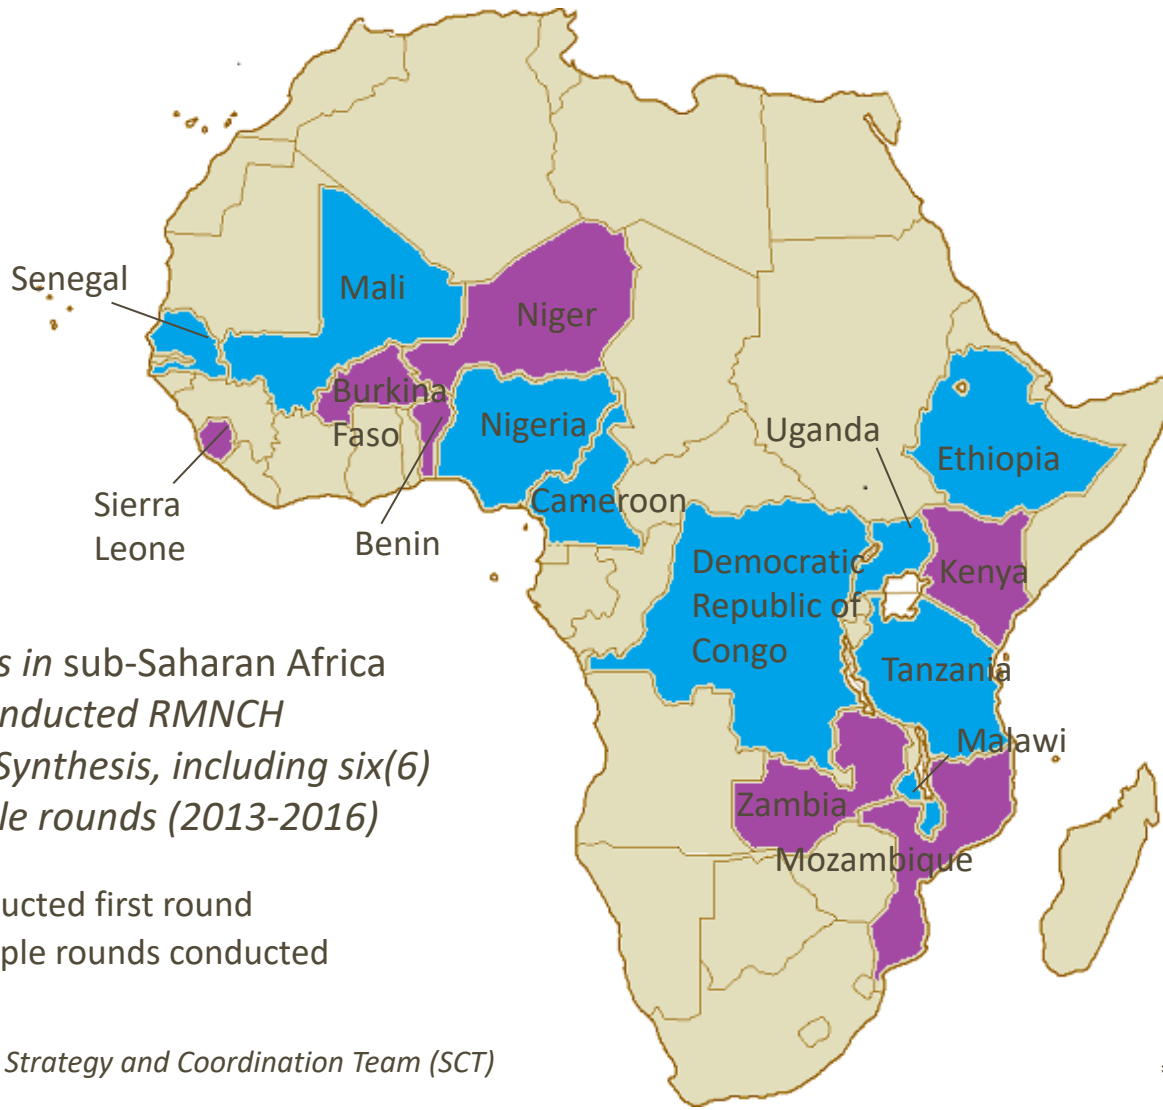 Senegal
Mali
Niger
Burkina
Faso
Nigeria
Uganda
Ethiopia
Sierra
Leone
Benin
Cameroon
Democratic
Republic of
Congo
Kenya
Tanzania
Malawi
Zambia
Mozambique
s in sub-Saharan Africa
nducted RMNCH
Synthesis, including six(6)
le rounds (2013-2016)
ucted first round
ple rounds conducted
Strategy and Coordination Team (SCT)